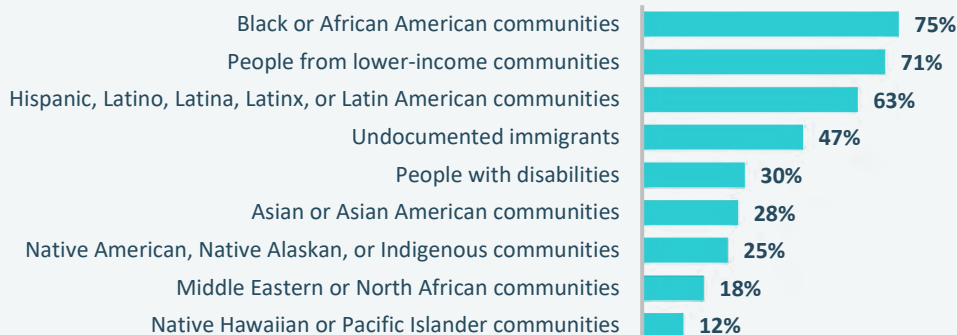 Black or African American communities 75%
People from lower-income communities 71%
Hispanic, Latino, Latina, Latinx, or Latin American communities 63%
Undocumented immigrants 47%
People with disabilities 30%
Asian or Asian American communities 28%
Native American, Native Alaskan, or Indigenous communities 25%
Middle Eastern or North African communities 18%
Native Hawaiian or Pacific Islander communities 12%